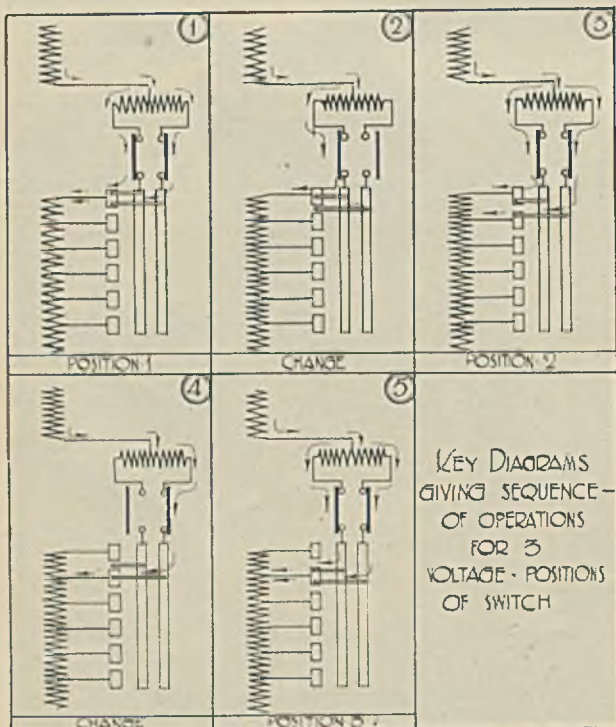 1
2
3
POSITION·1
CHANGE
POSITION·2
4
5
KEY DIAGRAMS
GIVING SEQUENCE-
OF OPERATIONS
FOR 3
VOLTAGE·POSITIONS
OF SWITCH
CHANGE
POSITION 3.